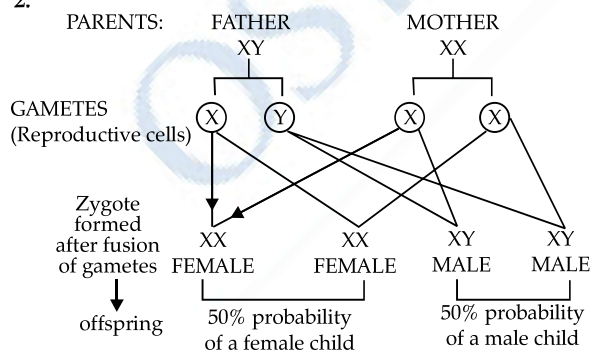 2.
PARENTS: FATHER MOTHER
XY XX
GAMETES
(Reproductive cells)
X Y X X
Zygote
formed
after fusion
of gametes
XX XX XY XY
FEMALE FEMALE MALE MALE
offspring
50% probability
of a female child
50% probability
of a male child